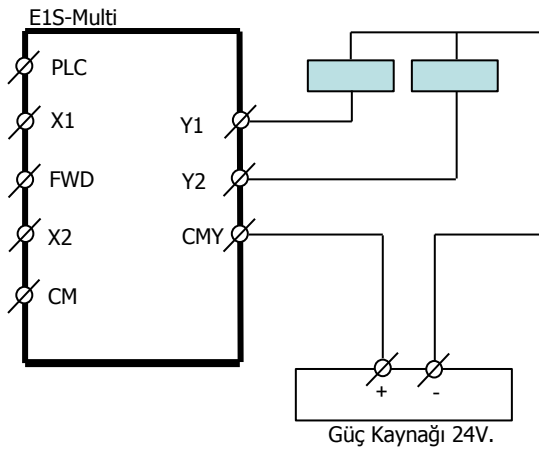 E1S-Multi
PLC
X1
Y1
FWD
Y2
X2
CMY
CM
+ -
Güç Kaynağı 24V.